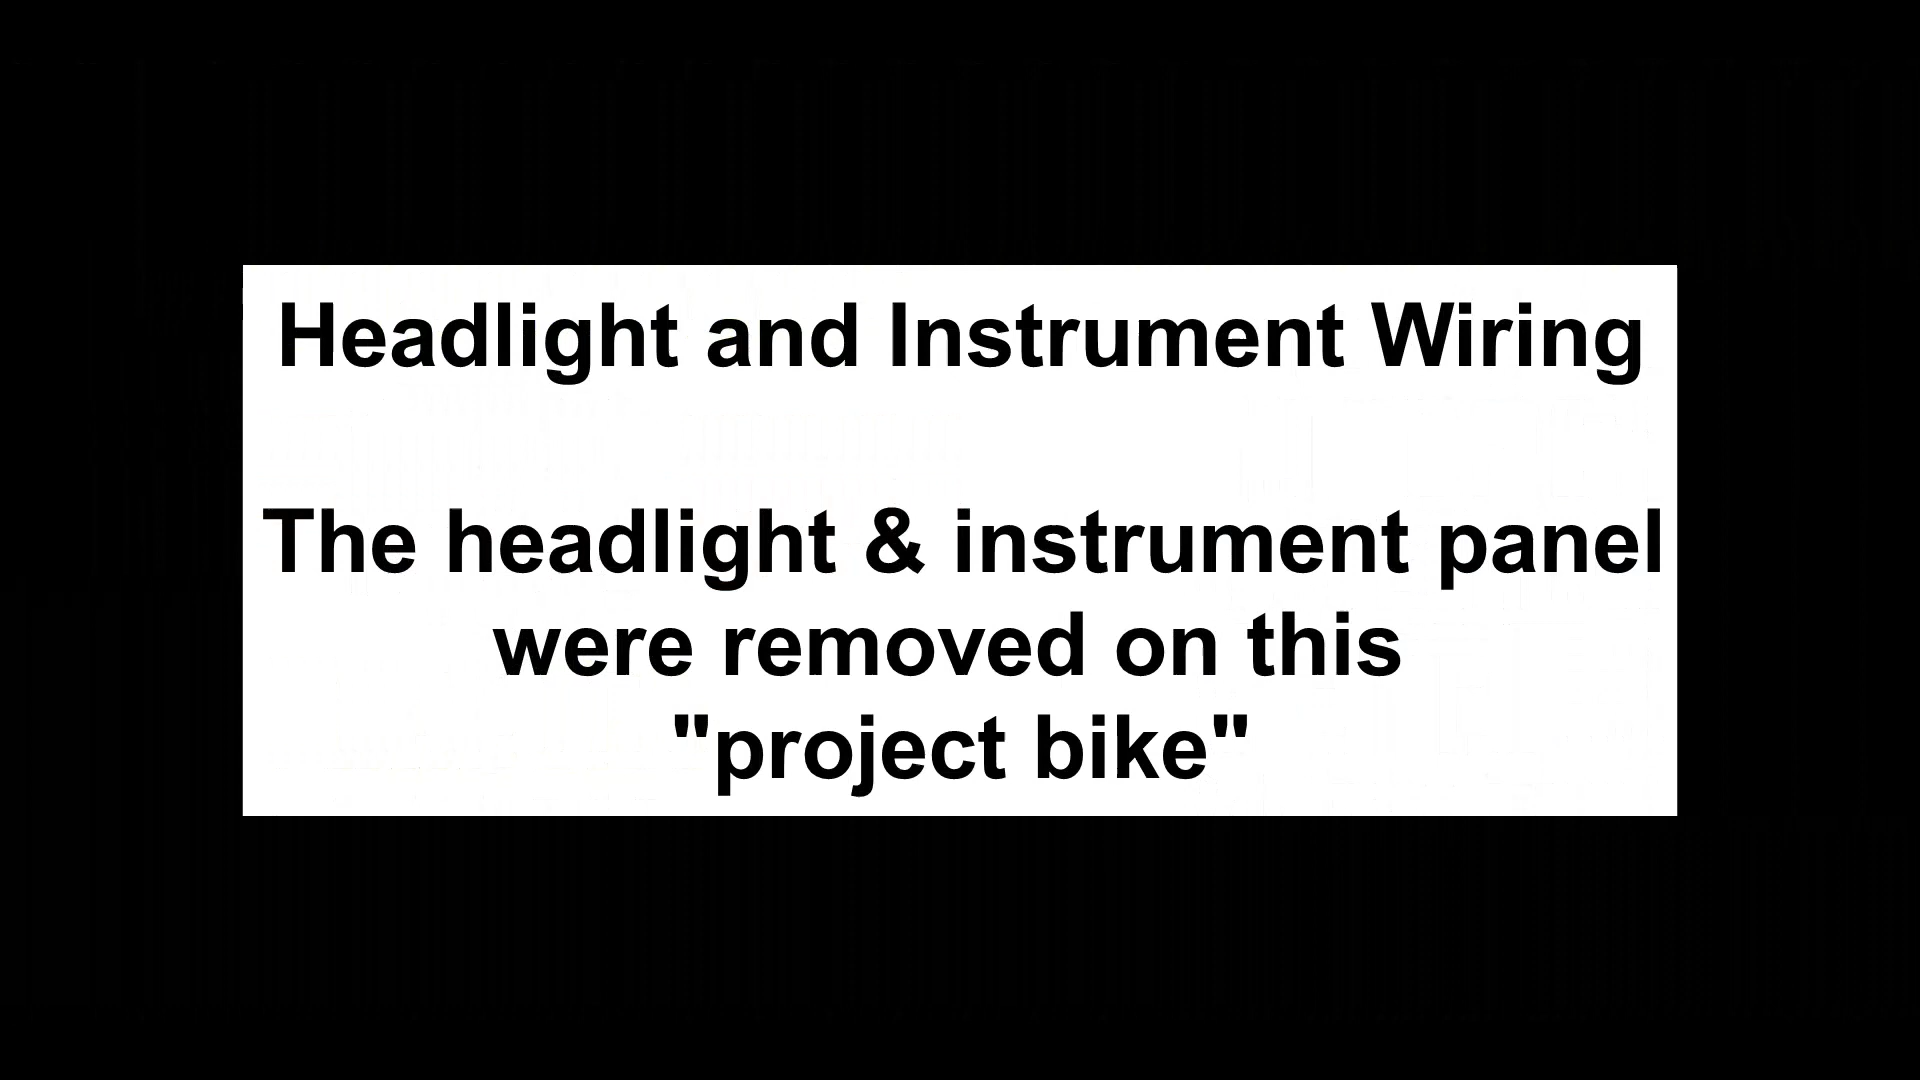 Headlight and Instrument Wiring
The headlight & instrument panel
were removed on this
"project bike"